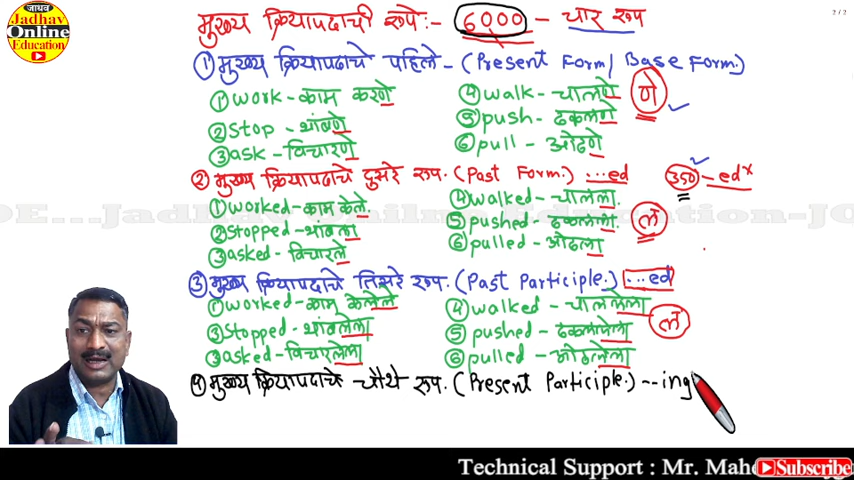 जाधव
Jadhav
Online
Education
2/2
मुख्य क्रियापदाची रूपे:- 6000 - चार रूप
① मुख्य क्रियापदाचे पहिले - (Present Form/ Base Form.)
① work - काम करणे ④ walk - चालणे णे
② stop - थांबणे ⑤ push - ढकलणे
③ ask - विचारणे ⑥ pull - ओढणे
② मुख्य क्रियापदाचे दुसरे रूप. (Past Form.) ...ed 350 - ed x
① worked - काम केले. ④ walked - चालला.
② stopped - थांबला ⑤ pushed - ढकलला. ल
③ asked - विचारले ⑥ pulled - ओढला
③ मुख्य क्रियापदाचे तिसरे रूप. (Past Participle.) ...ed
① worked - काम केलेले ④ walked - चाललेला
② stopped - थांबलेला ⑤ pushed - ढकललेला ल
③ asked - विचारलेला ⑥ pulled - ओढलेला
४ मुख्य क्रियापदाचे चौथे रूप. (Present Participle.) --ing
Technical Support : Mr. Mahe Subscribe